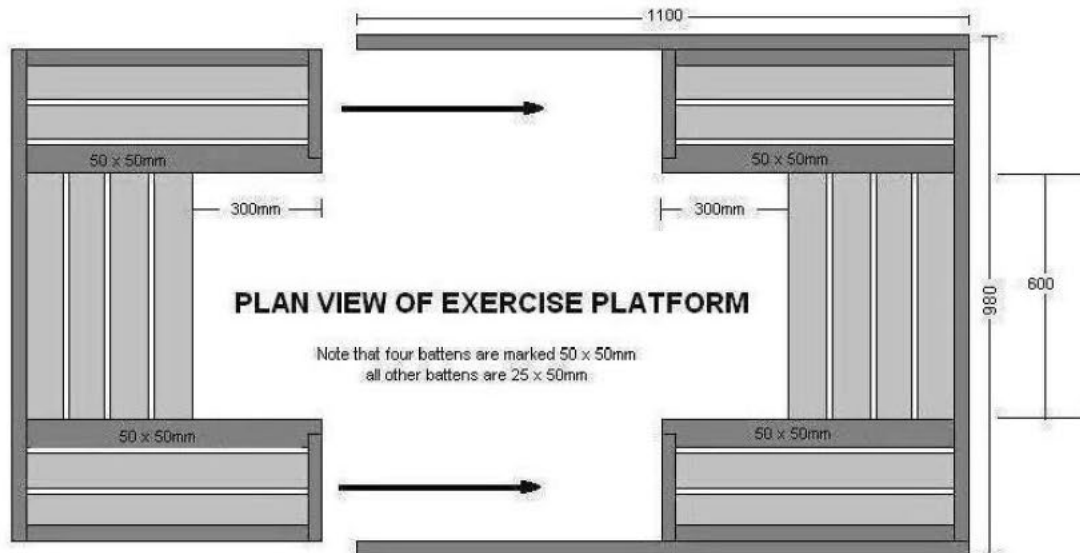 1100
50 x 50mm
50 x 50mm
300mm
300mm
PLAN VIEW OF EXERCISE PLATFORM
600
980
Note that four battens are marked 50 x 50mm
all other battens are 25 x 50mm
50 x 50mm
50 x 50mm